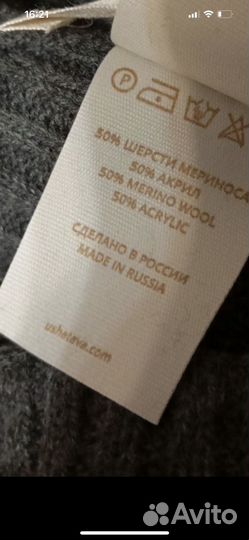 16:21
P
50% ШЕРСТИ МЕРИНОСА
50% АКРИЛ
50% MERINO WOOL
50% ACRYLIC
СДЕЛАНО В РОССИИ
MADE IN RUSSIA
ushatava.com
Avito